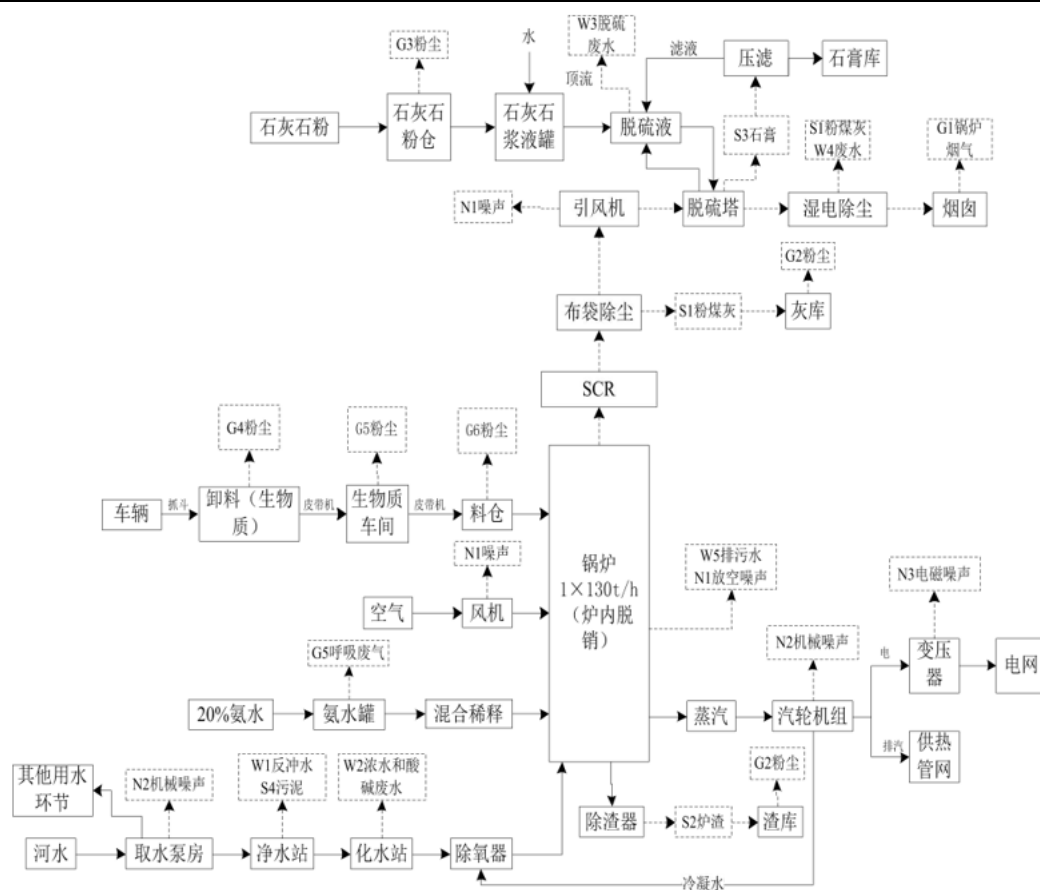 G3粉尘
水
W3脱硫
废水
滤液
压滤
石膏库
顶流
石灰石粉
石灰石
粉仓
石灰石
浆液罐
脱硫液
S3石膏
S1粉煤灰
W4废水
G1锅炉
烟气
N1噪声
引风机
脱硫塔
湿电除尘
烟囱
G2粉尘
布袋除尘
S1粉煤灰
灰库
SCR
G4粉尘
G5粉尘
G6粉尘
车辆
抓斗
卸料（生物
质）
皮带机
生物质
车间
皮带机
料仓
N1噪声
空气
风机
锅炉
1×130t/h
（炉内脱
销）
W5排污水
N1放空噪声
N3电磁噪声
G5呼吸废气
N2机械噪声
电
变压
器
电网
20%氨水
氨水罐
混合稀释
蒸汽
汽轮机组
排汽
供热
管网
其他用水
环节
N2机械噪声
W1反冲水
S4污泥
W2浓水和酸
碱废水
G2粉尘
除渣器
S2炉渣
渣库
河水
取水泵房
净水站
化水站
除氧器
冷凝水